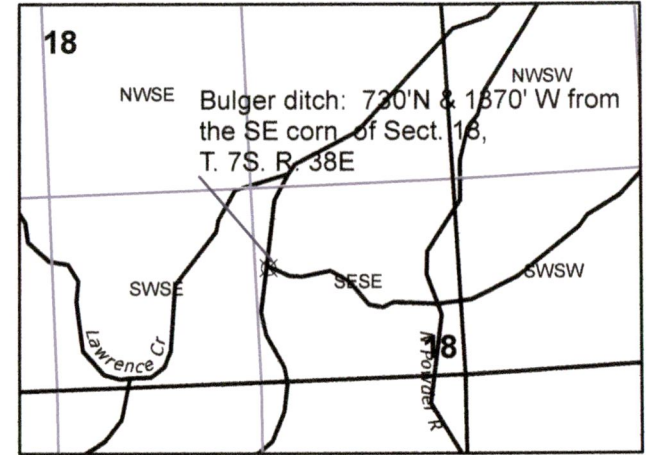 18
NWSE
NWSW
Bulger ditch: 730'N & 1370' W from
the SE corn. of Sect. 18,
T. 7S. R. 38E
SWSE
SESE
SWSW
Lawrence Cr
18
N Powder R